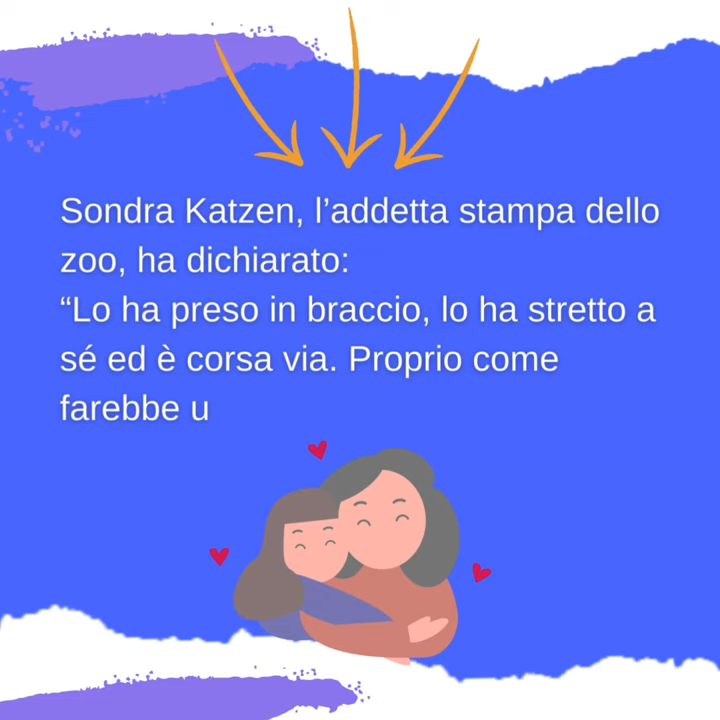 Sondra Katzen, l’addetta stampa dello
zoo, ha dichiarato:
“Lo ha preso in braccio, lo ha stretto a
sé ed è corsa via. Proprio come
farebbe u